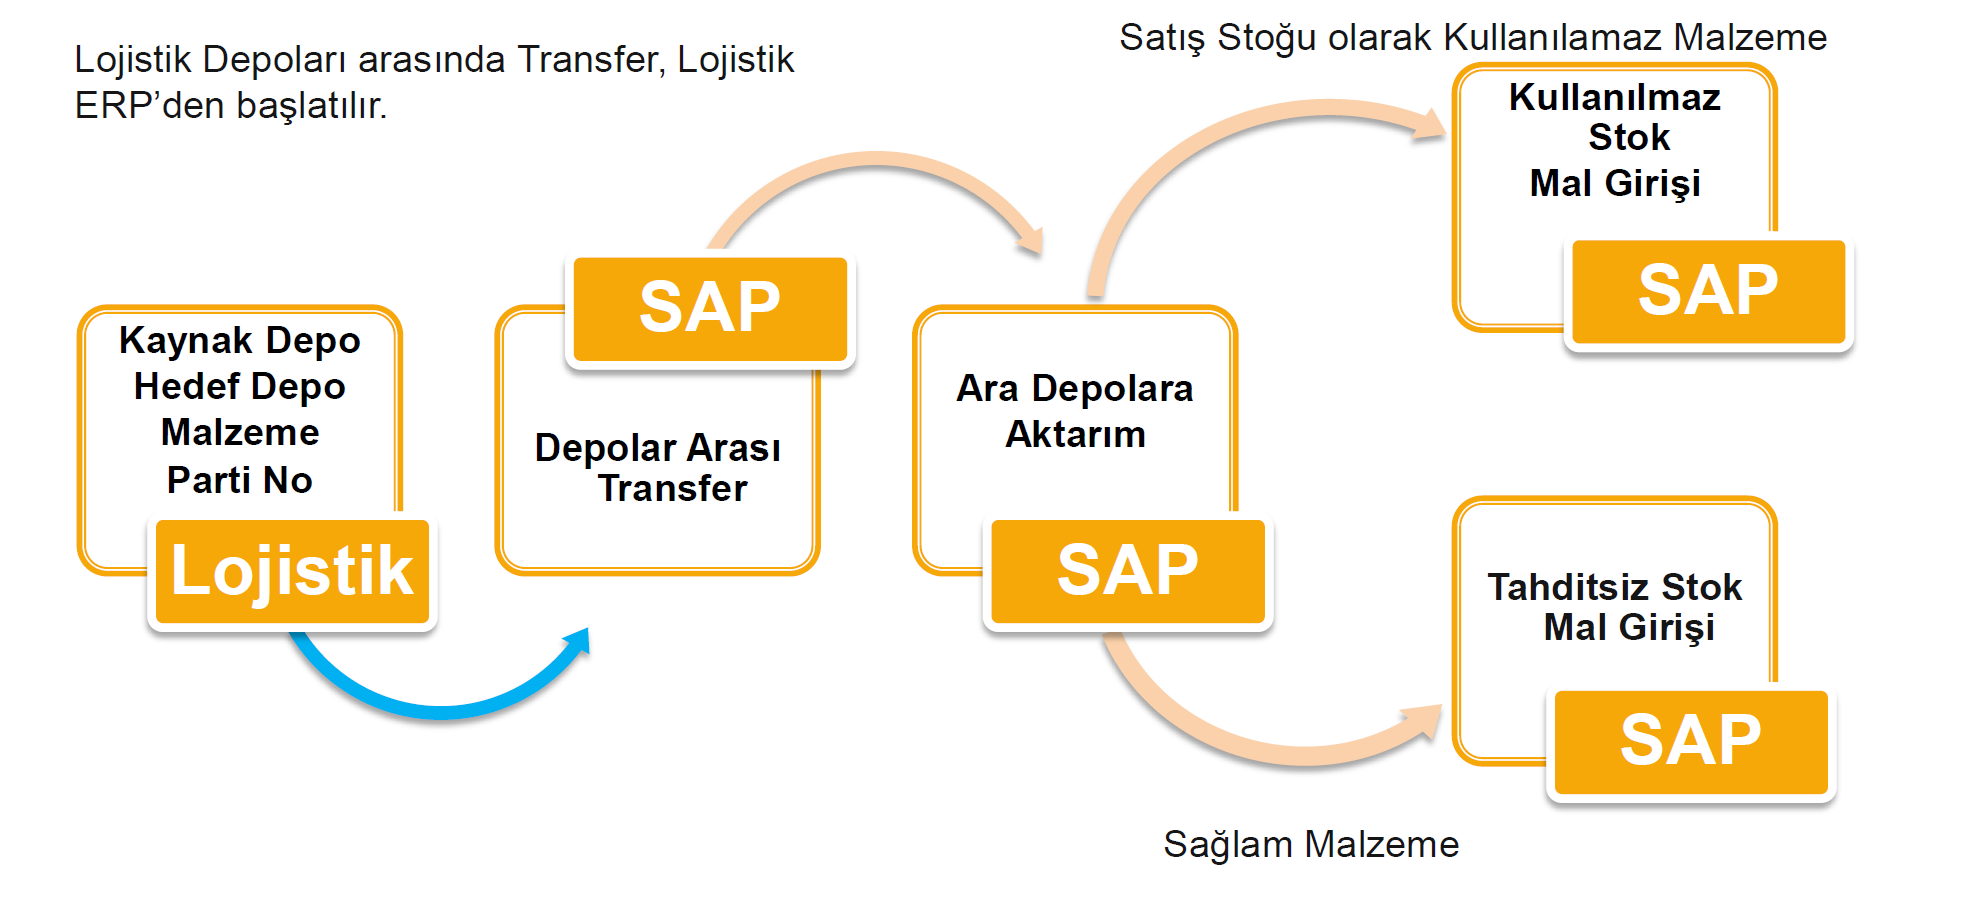 Lojistik Depoları arasında Transfer, Lojistik
ERP’den başlatılır.
Kaynak Depo
Hedef Depo
Malzeme
Parti No
Lojistik
SAP
Depolar Arası
Transfer
Ara Depolara
Aktarım
SAP
Satış Stoğu olarak Kullanılamaz Malzeme
Kullanılmaz
Stok
Mal Girişi
SAP
Tahditsiz Stok
Mal Girişi
SAP
Sağlam Malzeme